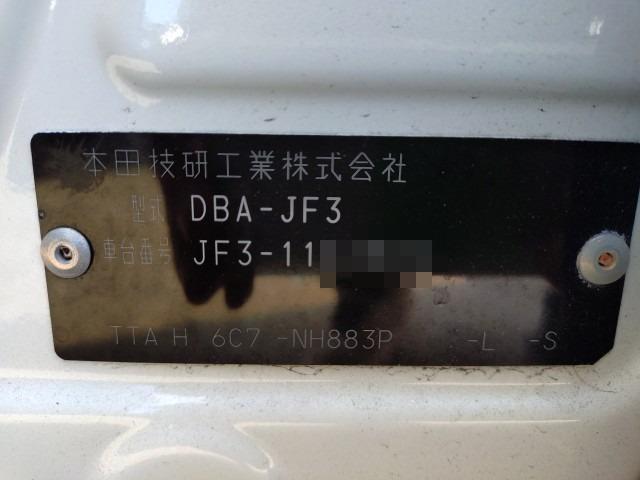 本田技研工業株式会社
型式 DBA-JF3
車台番号 JF3-11
TTA H 6C7 -NH883P -L -S